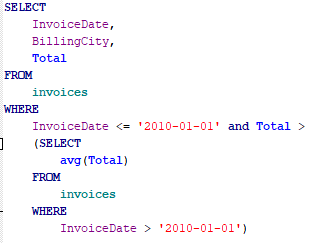 SELECT
InvoiceDate,
BillingCity,
Total
FROM
invoices
WHERE
InvoiceDate <= '2010-01-01' and Total >
(SELECT
avg(Total)
FROM
invoices
WHERE
InvoiceDate > '2010-01-01')